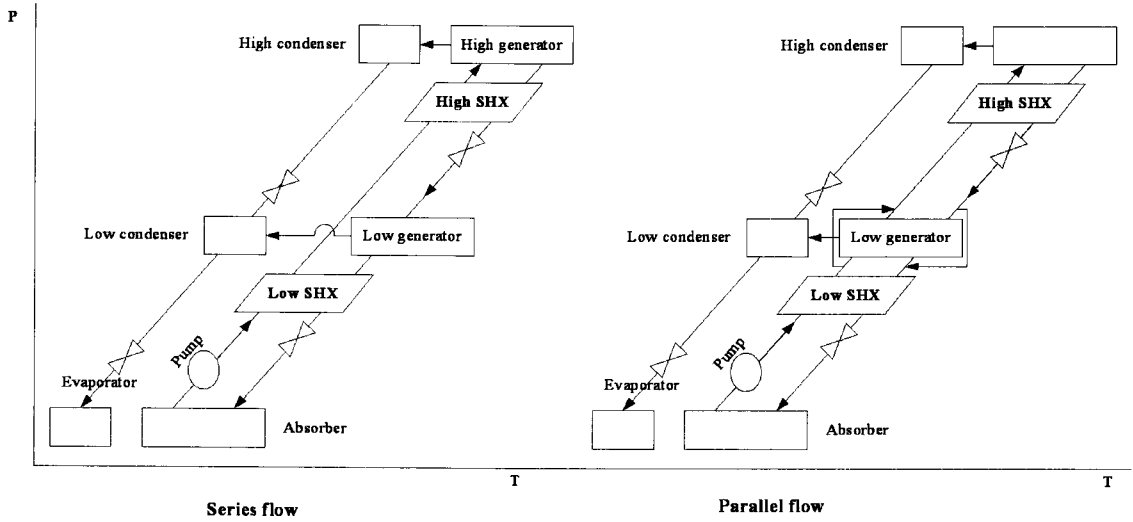 P
High condenser
High generator
High SHX
Low condenser
Low generator
Low SHX
Pump
Evaporator
Absorber
T
Series flow
High condenser
High SHX
Low condenser
Low generator
Low SHX
Pump
Evaporator
Absorber
T
Parallel flow